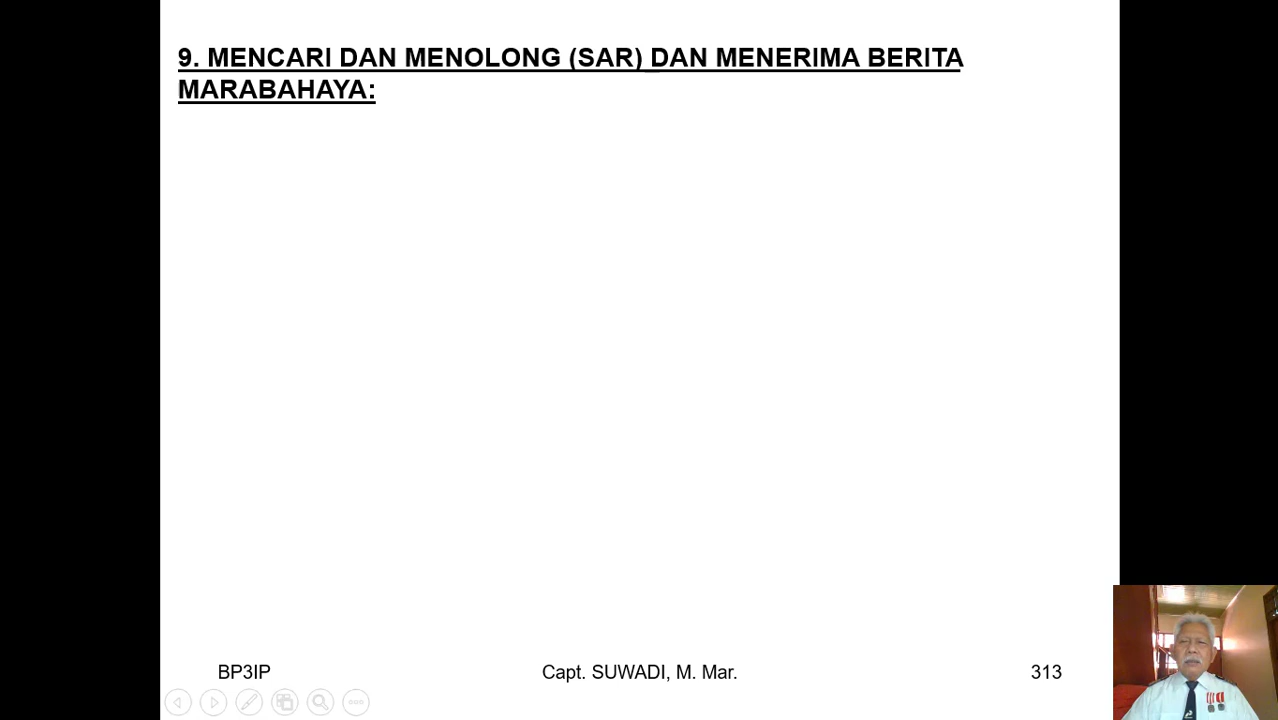 9. MENCARI DAN MENOLONG (SAR) DAN MENERIMA BERITA
MARABAHAYA:
BP3IP
Capt. SUWADI, M. Mar.
313